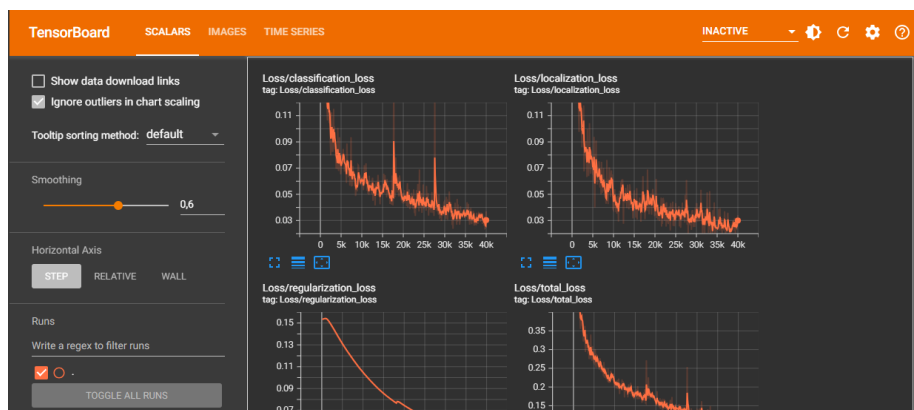 TensorBoard SCALARS IMAGES TIME SERIES INACTIVE
Show data download links
Ignore outliers in chart scaling
Tooltip sorting method: default
Smoothing
0,6
Horizontal Axis
STEP RELATIVE WALL
Runs
Write a regex to filter runs
.
TOGGLE ALL RUNS
Loss/classification_loss
tag: Loss/classification_loss
0.11
0.09
0.07
0.05
0.03
0 5k 10k 15k 20k 25k 30k 35k 40k
Loss/localization_loss
tag: Loss/localization_loss
0.11
0.09
0.07
0.05
0.03
0 5k 10k 15k 20k 25k 30k 35k 40k
Loss/regularization_loss
tag: Loss/regularization_loss
0.15
0.13
0.11
0.09
0.07
Loss/total_loss
tag: Loss/total_loss
0.35
0.3
0.25
0.2
0.15